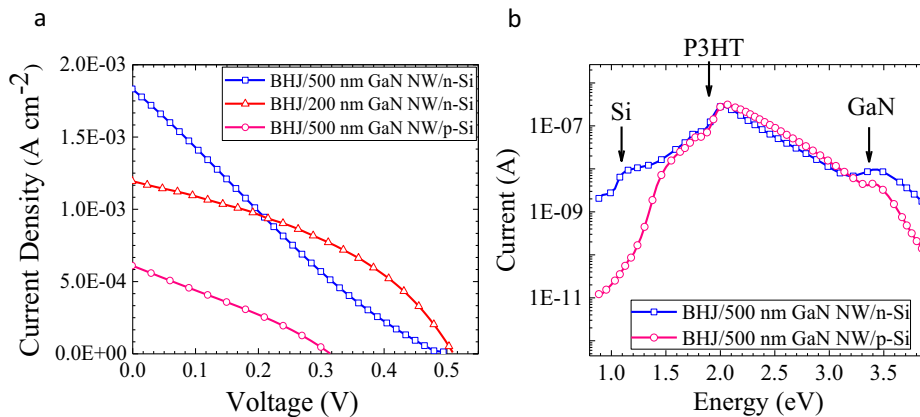 a
2.0E-03
1.5E-03
1.0E-03
5.0E-04
0.0E+00
Current Density (A cm⁻²)
BHJ/500 nm GaN NW/n-Si
BHJ/200 nm GaN NW/n-Si
BHJ/500 nm GaN NW/p-Si
0.0 0.1 0.2 0.3 0.4 0.5
Voltage (V)
b
P3HT
Si
GaN
1E-07
1E-09
1E-11
Current (A)
BHJ/500 nm GaN NW/n-Si
BHJ/500 nm GaN NW/p-Si
1.0 1.5 2.0 2.5 3.0 3.5
Energy (eV)